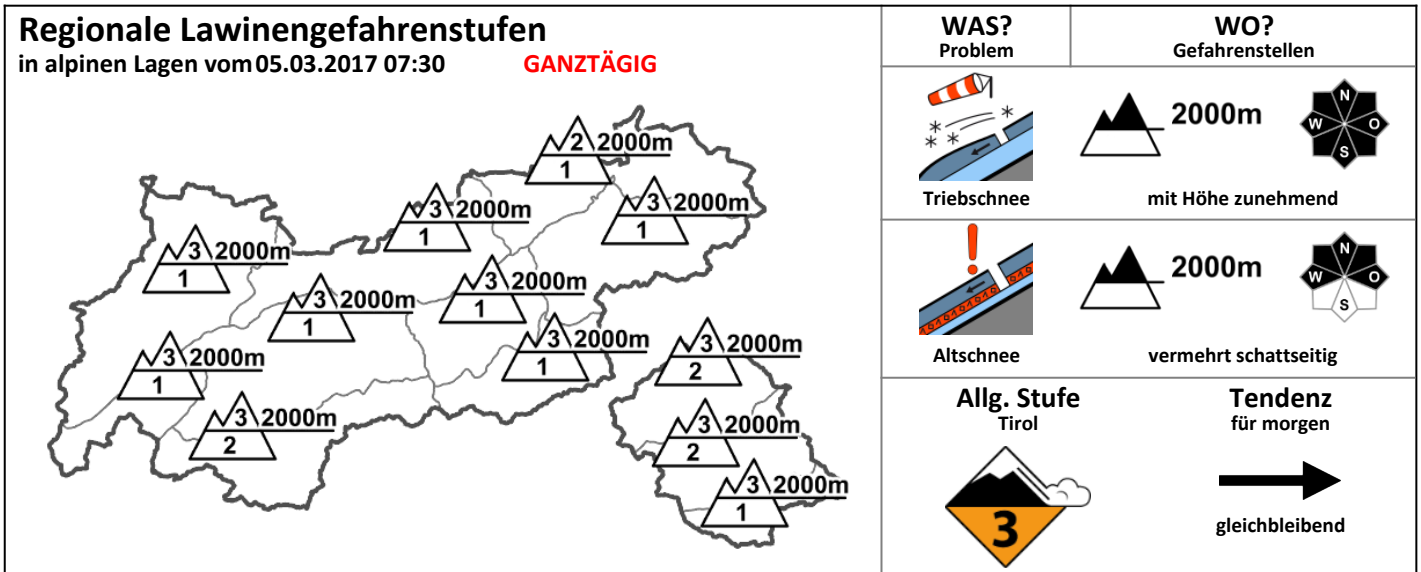 Regionale Lawinengefahrenstufen
in alpinen Lagen vom 05.03.2017 07:30 GANZTÄGIG
2 2000m
1
3 2000m
1
3 2000m
1
3 2000m
1
3 2000m
1
3 2000m
1
3 2000m
1
3 2000m
1
3 2000m
2
3 2000m
2
3 2000m
2
3 2000m
1
WAS?
Problem
WO?
Gefahrenstellen
2000m
N
W O
S
Triebschnee
mit Höhe zunehmend
2000m
N
W O
S
Altschnee
vermehrt schattseitig
Allg. Stufe
Tirol
3
Tendenz
für morgen
gleichbleibend